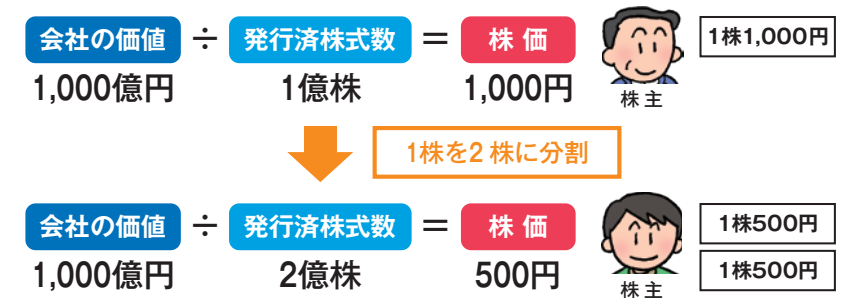 会社の価値 ÷ 発行済株式数 = 株価 1株1,000円
1,000億円 1億株 1,000円 株主
1株を2株に分割
会社の価値 ÷ 発行済株式数 = 株価 1株500円
1,000億円 2億株 500円 株主 1株500円